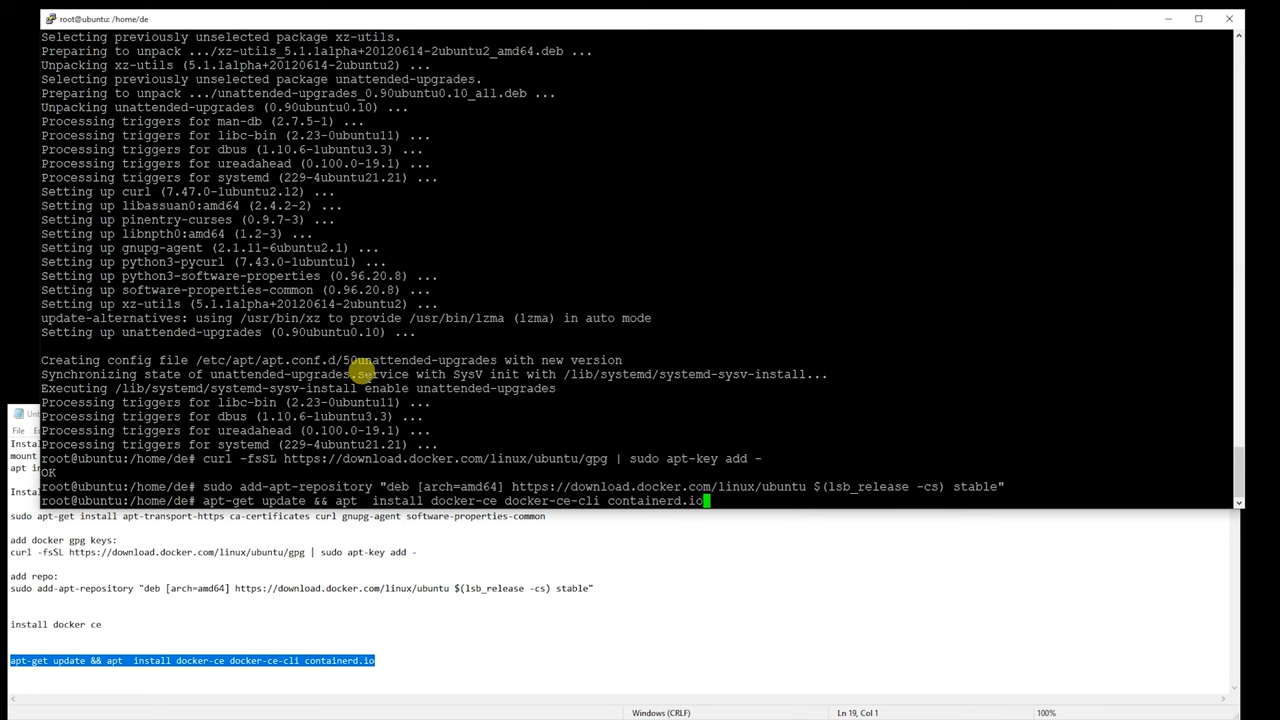 root@ubuntu: /home/de
Selecting previously unselected package xz-utils.
Preparing to unpack .../xz-utils_5.1.1alpha+20120614-2ubuntu2_amd64.deb ...
Unpacking xz-utils (5.1.1alpha+20120614-2ubuntu2) ...
Selecting previously unselected package unattended-upgrades.
Preparing to unpack .../unattended-upgrades_0.90ubuntu0.10_all.deb ...
Unpacking unattended-upgrades (0.90ubuntu0.10) ...
Processing triggers for man-db (2.7.5-1) ...
Processing triggers for libc-bin (2.23-0ubuntu11) ...
Processing triggers for dbus (1.10.6-1ubuntu3.3) ...
Processing triggers for ureadahead (0.100.0-19.1) ...
Processing triggers for systemd (229-4ubuntu21.21) ...
Setting up curl (7.47.0-1ubuntu2.12) ...
Setting up libassuan0:amd64 (2.4.2-2) ...
Setting up pinentry-curses (0.9.7-3) ...
Setting up libnpth0:amd64 (1.2-3) ...
Setting up gnupg-agent (2.1.11-6ubuntu2.1) ...
Setting up python3-pycurl (7.43.0-1ubuntu1) ...
Setting up python3-software-properties (0.96.20.8) ...
Setting up software-properties-common (0.96.20.8) ...
Setting up xz-utils (5.1.1alpha+20120614-2ubuntu2) ...
update-alternatives: using /usr/bin/xz to provide /usr/bin/lzma (lzma) in auto mode
Setting up unattended-upgrades (0.90ubuntu0.10) ...
Creating config file /etc/apt/apt.conf.d/50unattended-upgrades with new version
Synchronizing state of unattended-upgrades.service with SysV init with /lib/systemd/systemd-sysv-install...
Executing /lib/systemd/systemd-sysv-install enable unattended-upgrades
Processing triggers for libc-bin (2.23-0ubuntu11) ...
Processing triggers for dbus (1.10.6-1ubuntu3.3) ...
Processing triggers for ureadahead (0.100.0-19.1) ...
Processing triggers for systemd (229-4ubuntu21.21) ...
root@ubuntu:/home/de# curl -fsSL https://download.docker.com/linux/ubuntu/gpg | sudo apt-key add -
OK
root@ubuntu:/home/de# sudo add-apt-repository "deb [arch=amd64] https://download.docker.com/linux/ubuntu $(lsb_release -cs) stable"
root@ubuntu:/home/de# apt-get update && apt  install docker-ce docker-ce-cli containerd.io
File
Install
mount
apt in
Install
sudo apt-get install apt-transport-https ca-certificates curl gnupg-agent software-properties-common
add docker gpg keys:
curl -fsSL https://download.docker.com/linux/ubuntu/gpg | sudo apt-key add -
add repo:
sudo add-apt-repository "deb [arch=amd64] https://download.docker.com/linux/ubuntu $(lsb_release -cs) stable"
install docker ce
apt-get update && apt  install docker-ce docker-ce-cli containerd.io
Windows (CRLF)
Ln 19, Col 1
100%